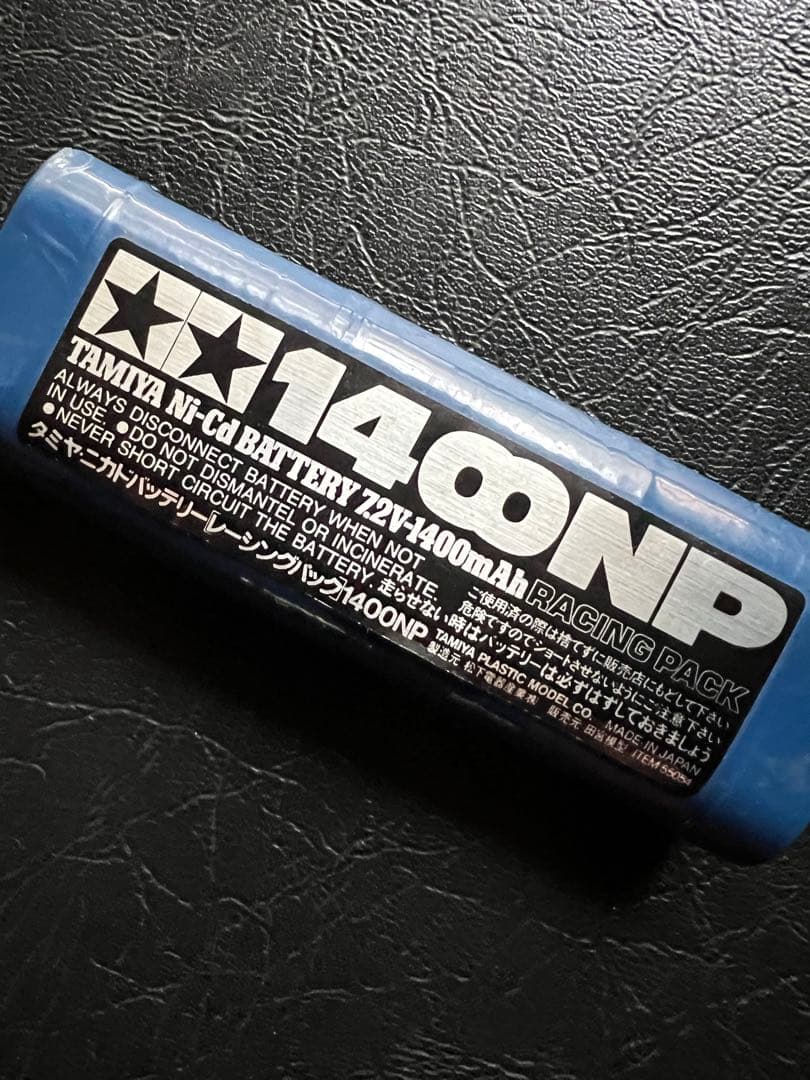 1400NP
TAMIYA Ni-Cd BATTERY 7.2V-1400mAh RACING PACK
ALWAYS DISCONNECT BATTERY WHEN NOT
IN USE. ●DO NOT DISMANTEL OR INCINERATE.
●NEVER SHORT CIRCUIT THE BATTERY.
ご使用済の際は捨てずに販売店にもどして下さい
危険ですのでショートさせないようにご注意下さい
走らせない時はバッテリーは必ずはずしておきましょう
タミヤ・ニカドバッテリー「レーシングパック」1400NP
TAMIYA PLASTIC MODEL CO. MADE IN JAPAN
製造元 松下電器産業㈱ 販売元 田宮模型 ITEM 55034